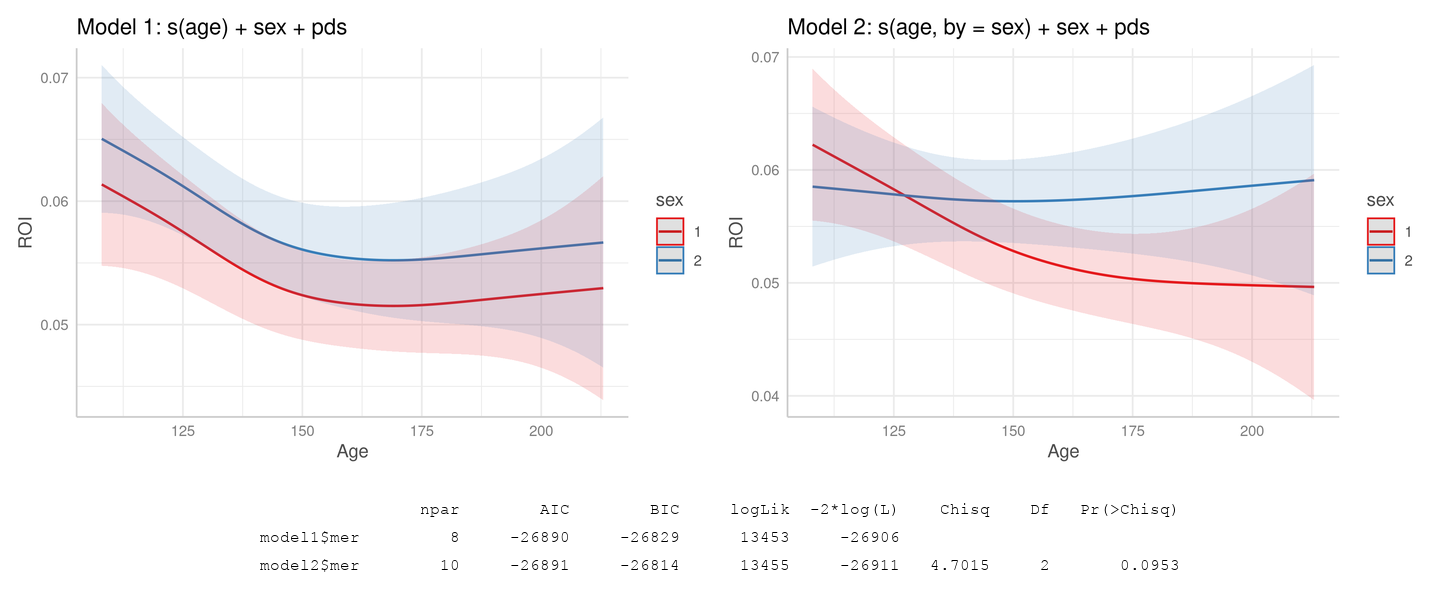 Model 1: s(age) + sex + pds
0.07
0.06
0.05
ROI
125 150 175 200
Age
sex
1
2
Model 2: s(age, by = sex) + sex + pds
0.07
0.06
0.05
0.04
ROI
125 150 175 200
Age
sex
1
2
npar AIC BIC logLik -2*log(L) Chisq Df Pr(>Chisq)
model1$mer 8 -26890 -26829 13453 -26906
model2$mer 10 -26891 -26814 13455 -26911 4.7015 2 0.0953